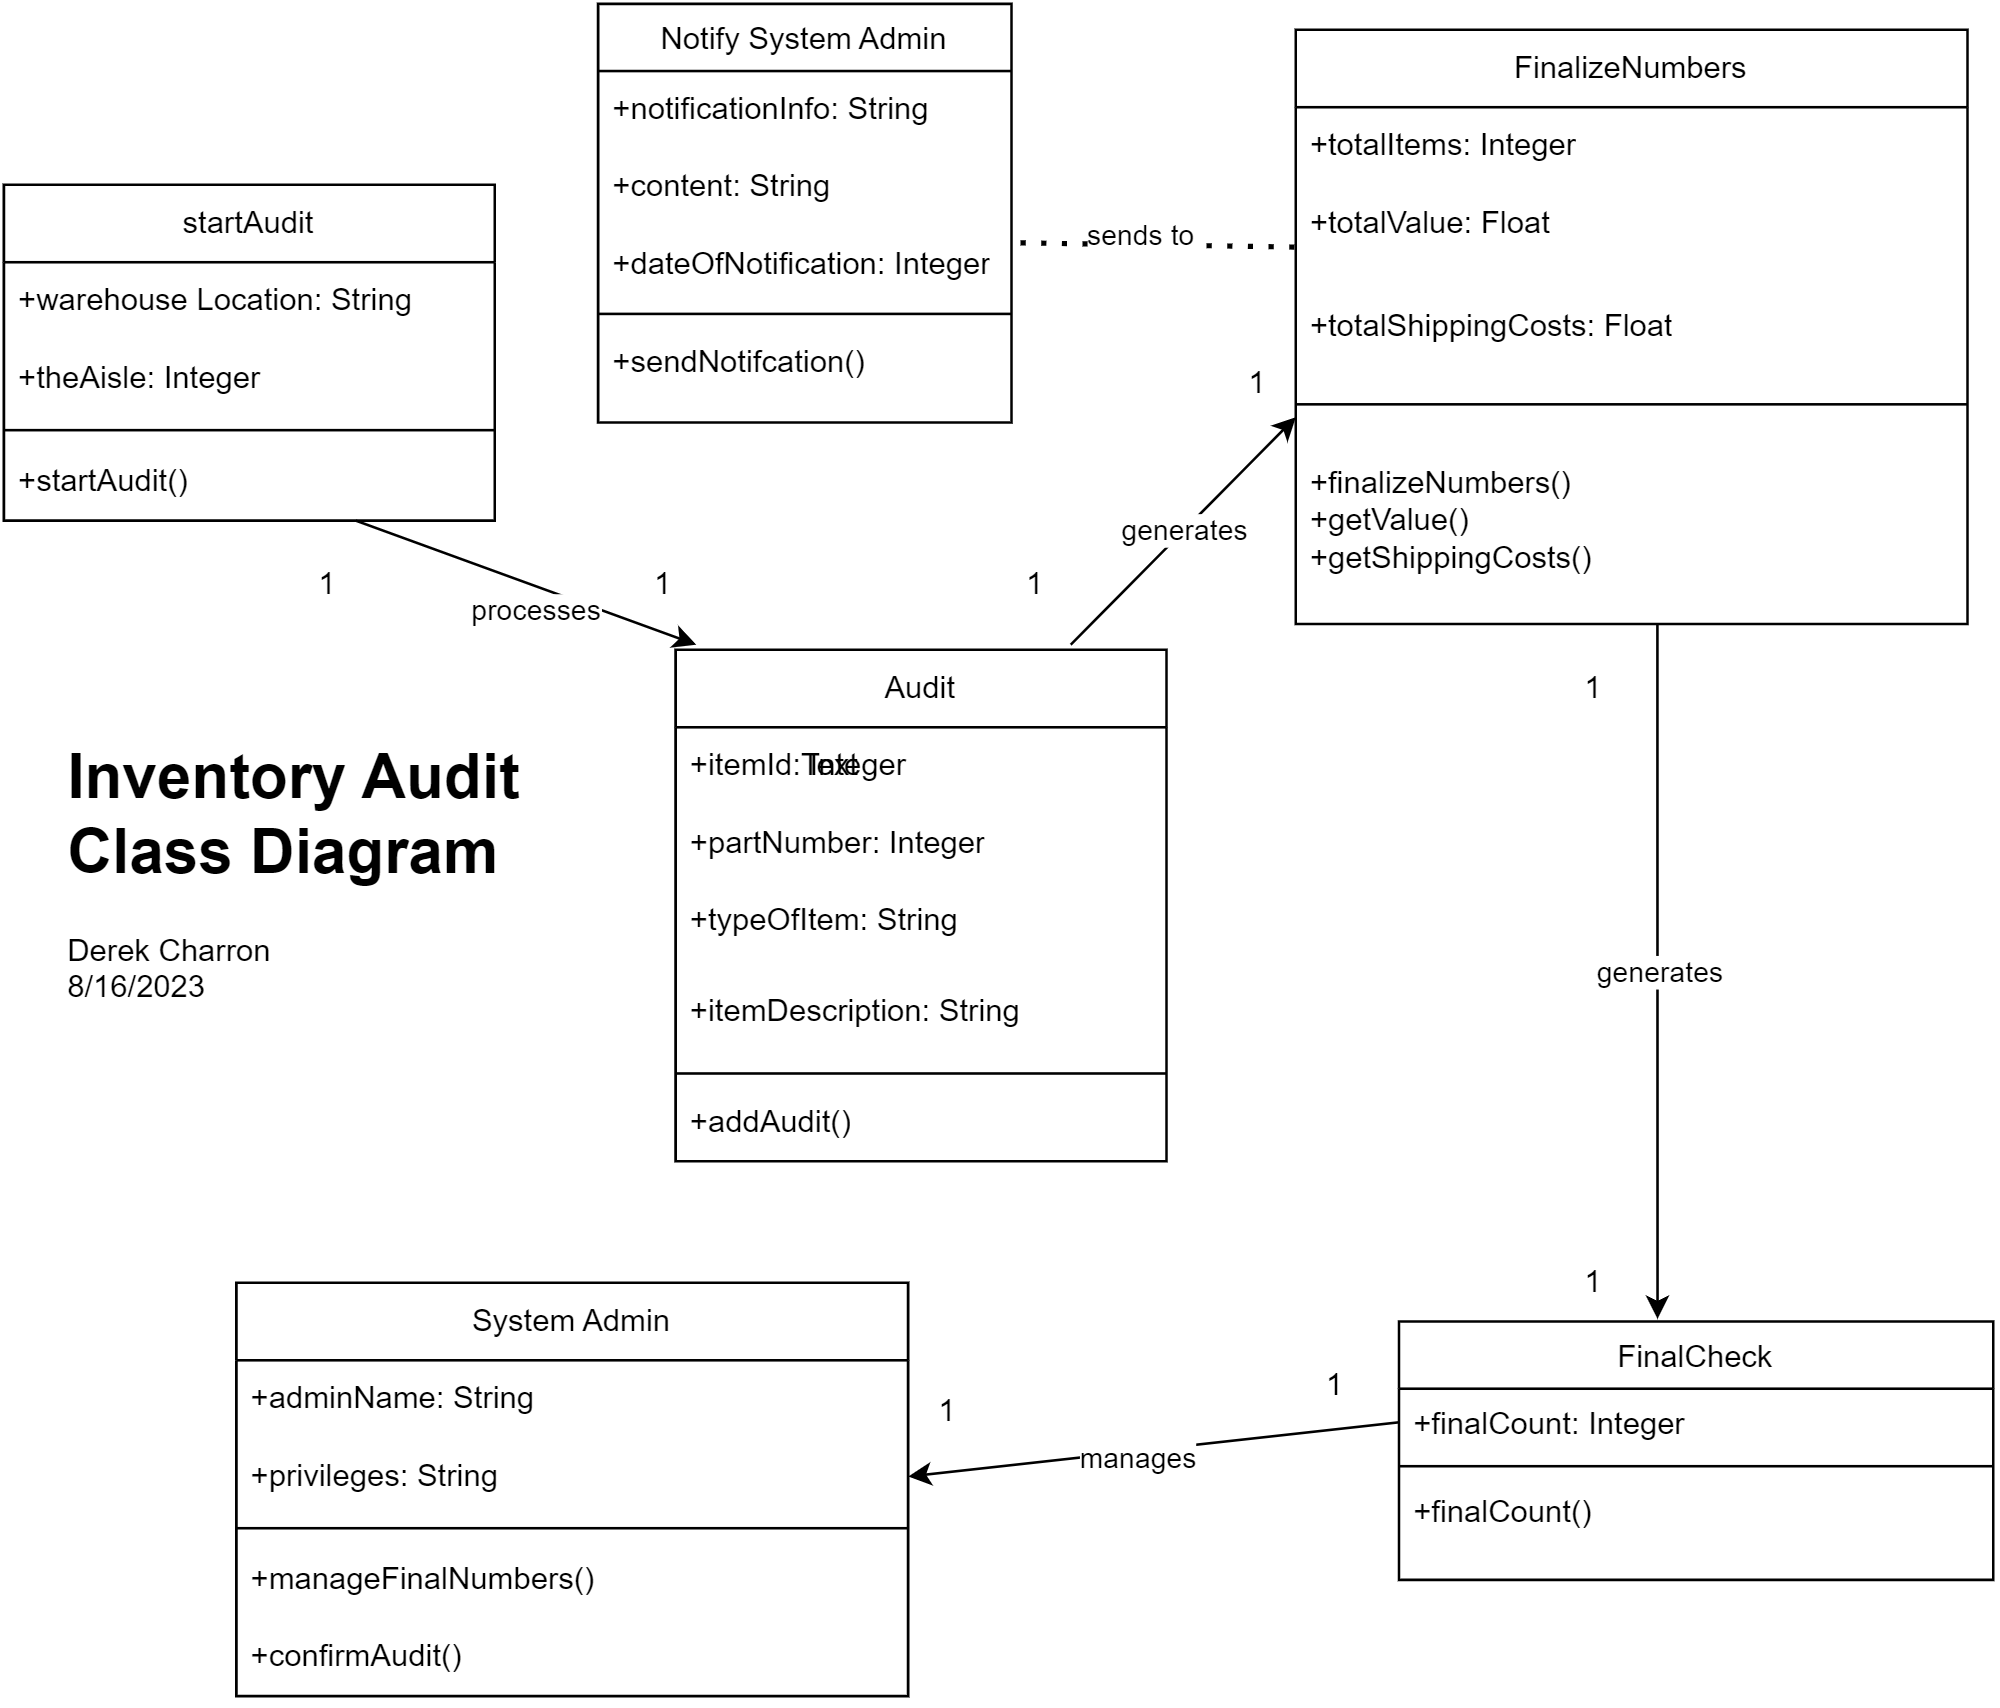 Notify System Admin
+notificationInfo: String
+content: String
+dateOfNotification: Integer
+sendNotifcation()
sends to
FinalizeNumbers
+totalItems: Integer
+totalValue: Float
+totalShippingCosts: Float
+finalizeNumbers()
+getValue()
+getShippingCosts()
startAudit
+warehouse Location: String
+theAisle: Integer
+startAudit()
1
processes
1
1
generates
1
Audit
+itemId: Integer
Text
+partNumber: Integer
+typeOfItem: String
+itemDescription: String
+addAudit()
Inventory Audit
Class Diagram
Derek Charron
8/16/2023
1
generates
1
System Admin
+adminName: String
+privileges: String
+manageFinalNumbers()
+confirmAudit()
1
manages
1
FinalCheck
+finalCount: Integer
+finalCount()